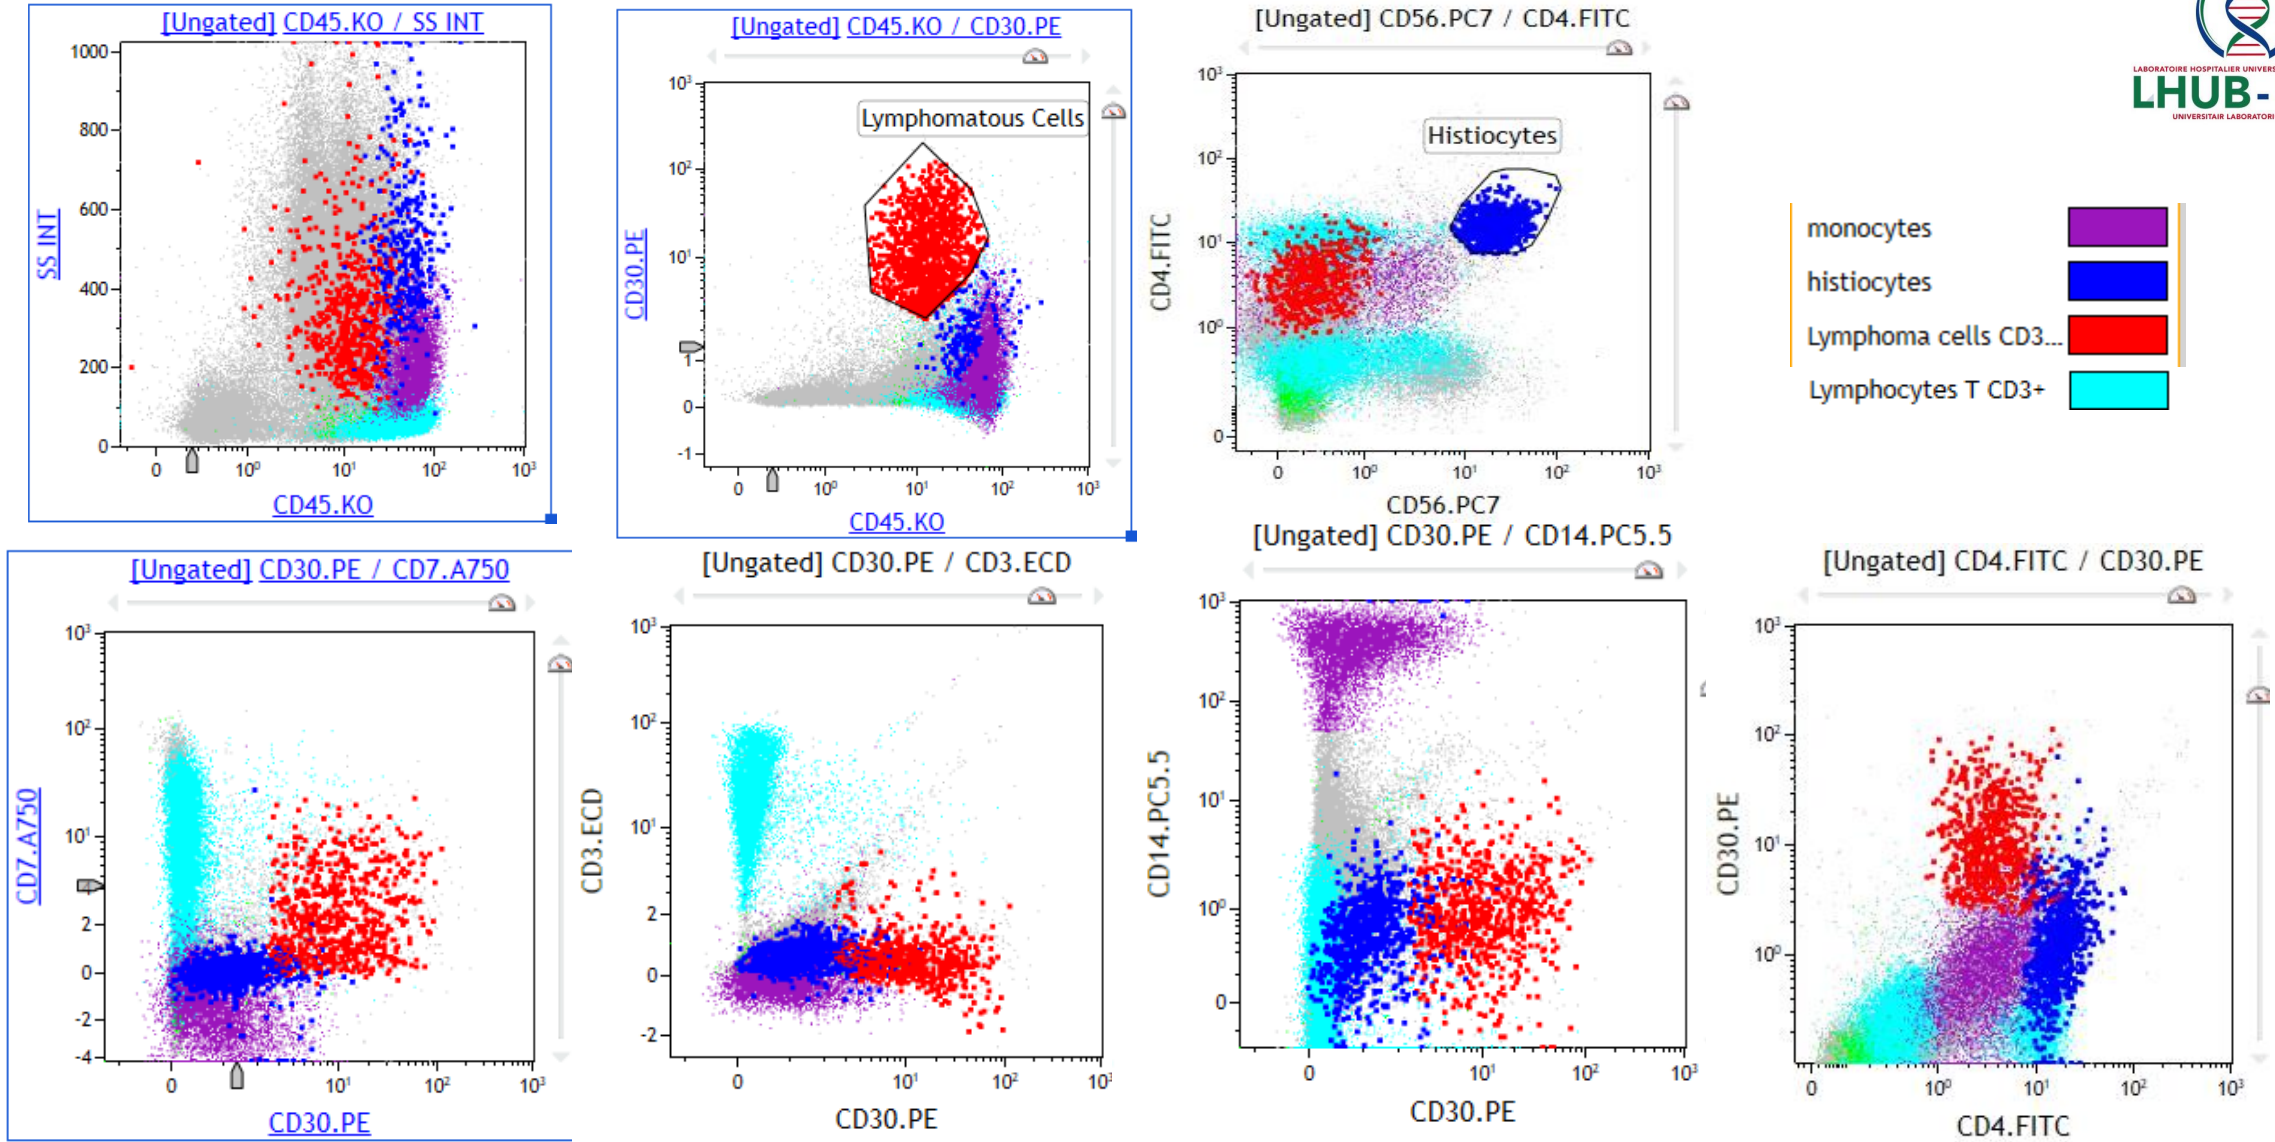 [Ungated] CD45.KO / SS INT
1000
800
600
400
200
0
SS INT
0 10⁰ 10¹ 10² 10³
CD45.KO
[Ungated] CD45.KO / CD30.PE
Lymphomatous Cells
10³
10²
10¹
1
0
-1
CD30.PE
0 10⁰ 10¹ 10² 10³
CD45.KO
[Ungated] CD56.PC7 / CD4.FITC
Histiocytes
10³
10²
10¹
10⁰
0
CD4.FITC
0 10⁰ 10¹ 10² 10³
CD56.PC7
LABORATOIRE HOSPITALIER
LHUB-
UNIVERSITAIR
monocytes
histiocytes
Lymphoma cells CD3...
Lymphocytes T CD3+
[Ungated] CD30.PE / CD7.A750
10³
10²
10¹
2
0
-2
-4
CD7.A750
0 10¹ 10² 10³
CD30.PE
[Ungated] CD30.PE / CD3.ECD
10³
10²
10¹
2
0
-2
CD3.ECD
0 10¹ 10² 10³
CD30.PE
[Ungated] CD30.PE / CD14.PC5.5
10³
10²
10¹
10⁰
0
CD14.PC5.5
0 10¹ 10² 10³
CD30.PE
[Ungated] CD4.FITC / CD30.PE
10³
10²
10¹
10⁰
CD30.PE
0 10⁰ 10¹ 10² 10³
CD4.FITC